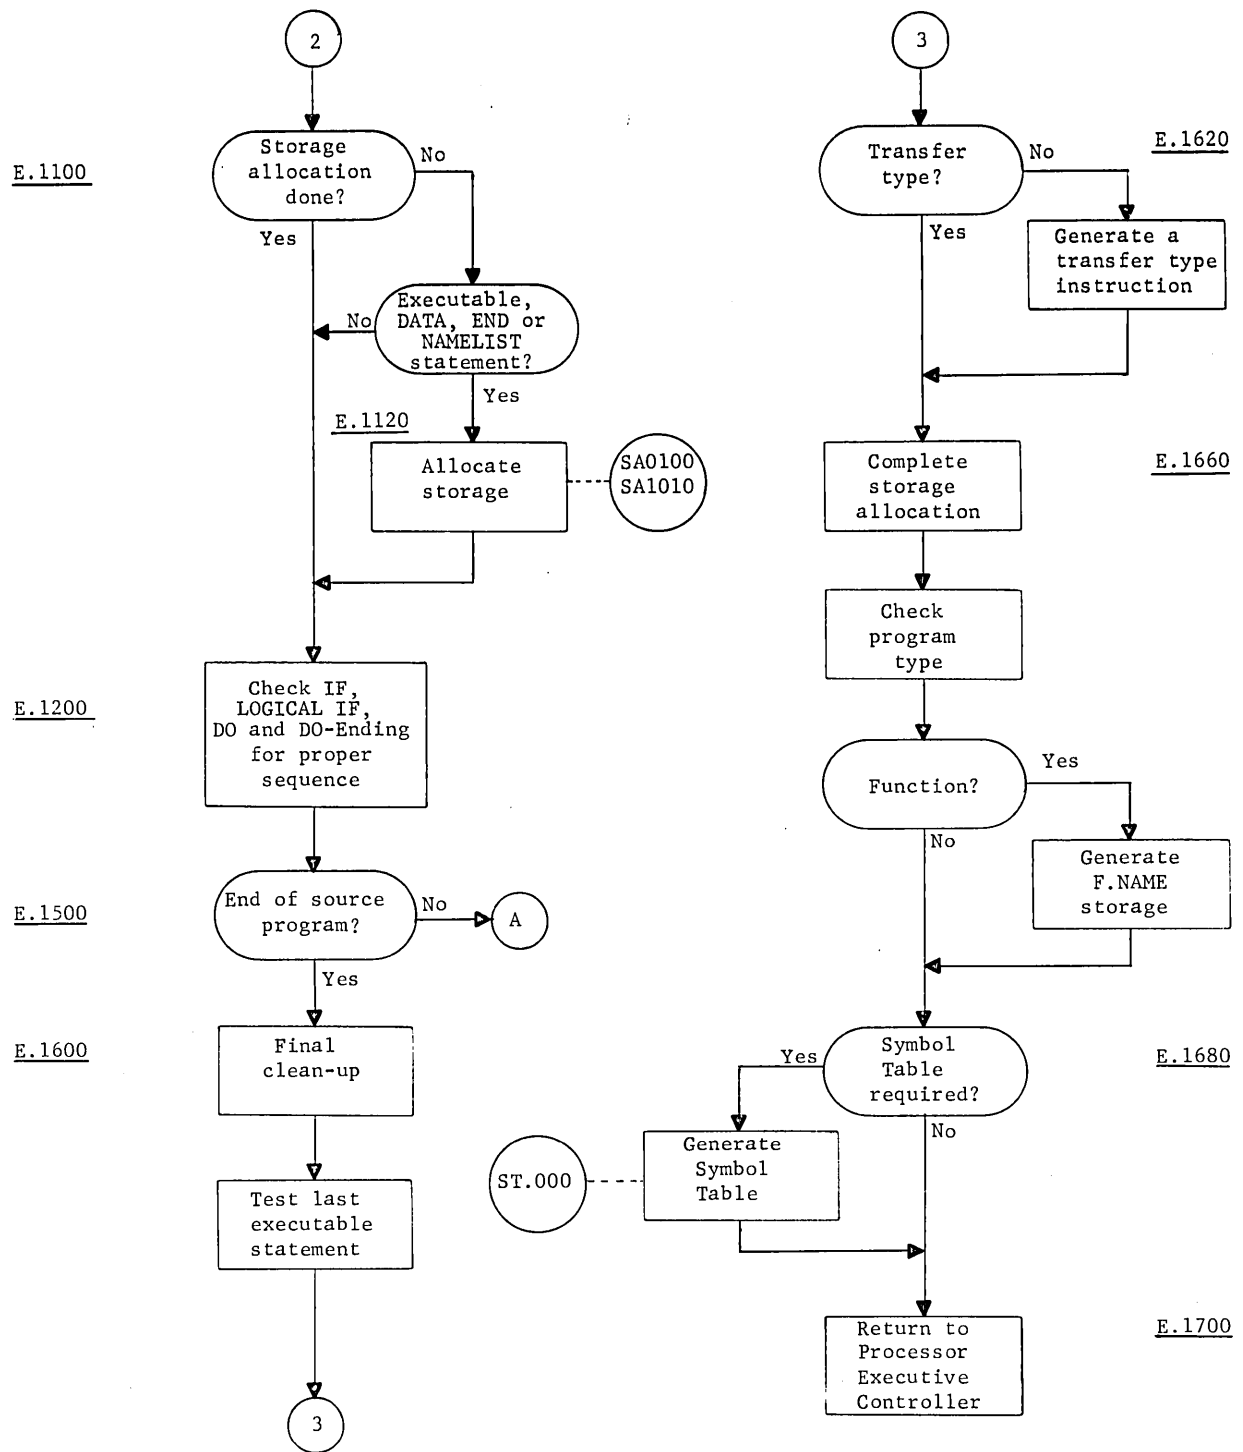 2
E.1100
Storage
allocation
done?
No
Yes
Executable,
DATA, END or
NAMELIST
statement?
No
Yes
E.1120
Allocate
storage
SA0100
SA1010
E.1200
Check IF,
LOGICAL IF,
DO and DO-Ending
for proper
sequence
E.1500
End of source
program?
No
A
Yes
E.1600
Final
clean-up
Test last
executable
statement
3
3
E.1620
Transfer
type?
No
Yes
Generate a
transfer type
instruction
Complete
storage
allocation
E.1660
Check
program
type
Function?
Yes
No
Generate
F.NAME
storage
Symbol
Table
required?
Yes
No
E.1680
Generate
Symbol
Table
ST.000
Return to
Processor
Executive
Controller
E.1700